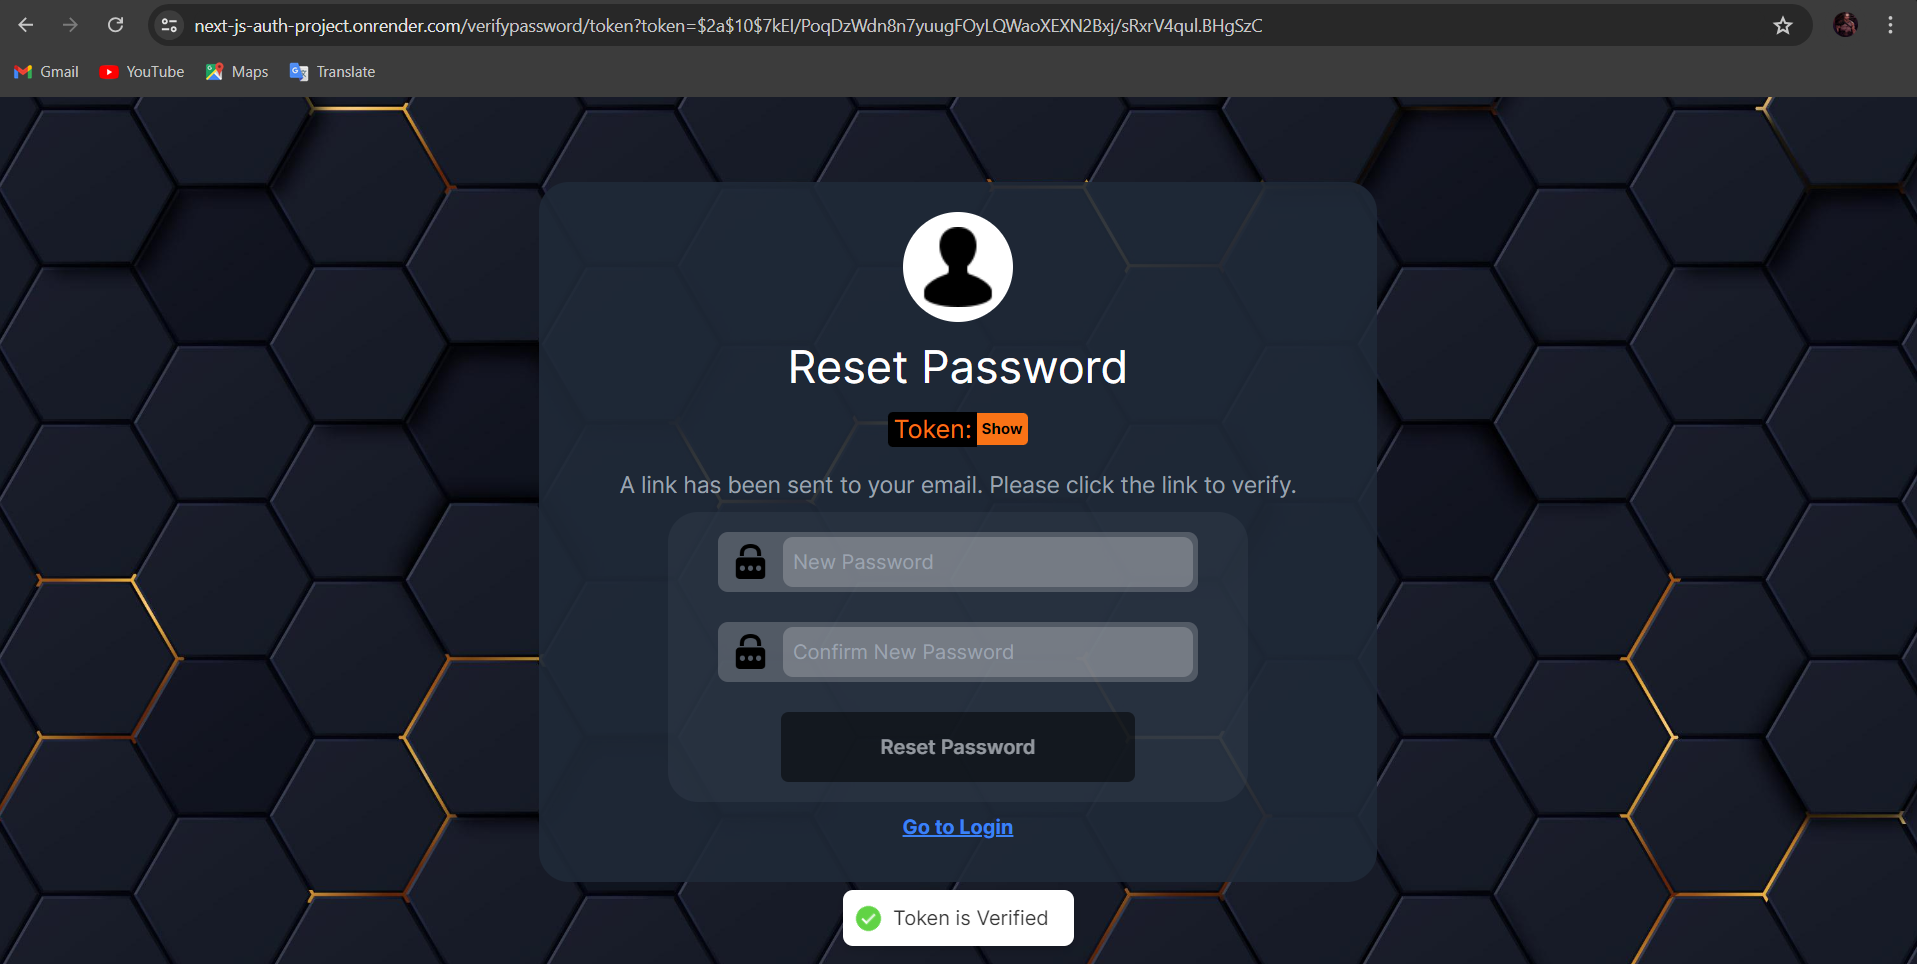 next-js-auth-project.onrender.com/verifypassword/token?token=$2a$10$7kEI/PoqDzWdn8n7yuugFOyLQWaoXEXN2Bxj/sRxrV4qul.BHgSzC
Gmail YouTube Maps Translate
Reset Password
Token: Show
A link has been sent to your email. Please click the link to verify.
New Password
Confirm New Password
Reset Password
Go to Login
Token is Verified